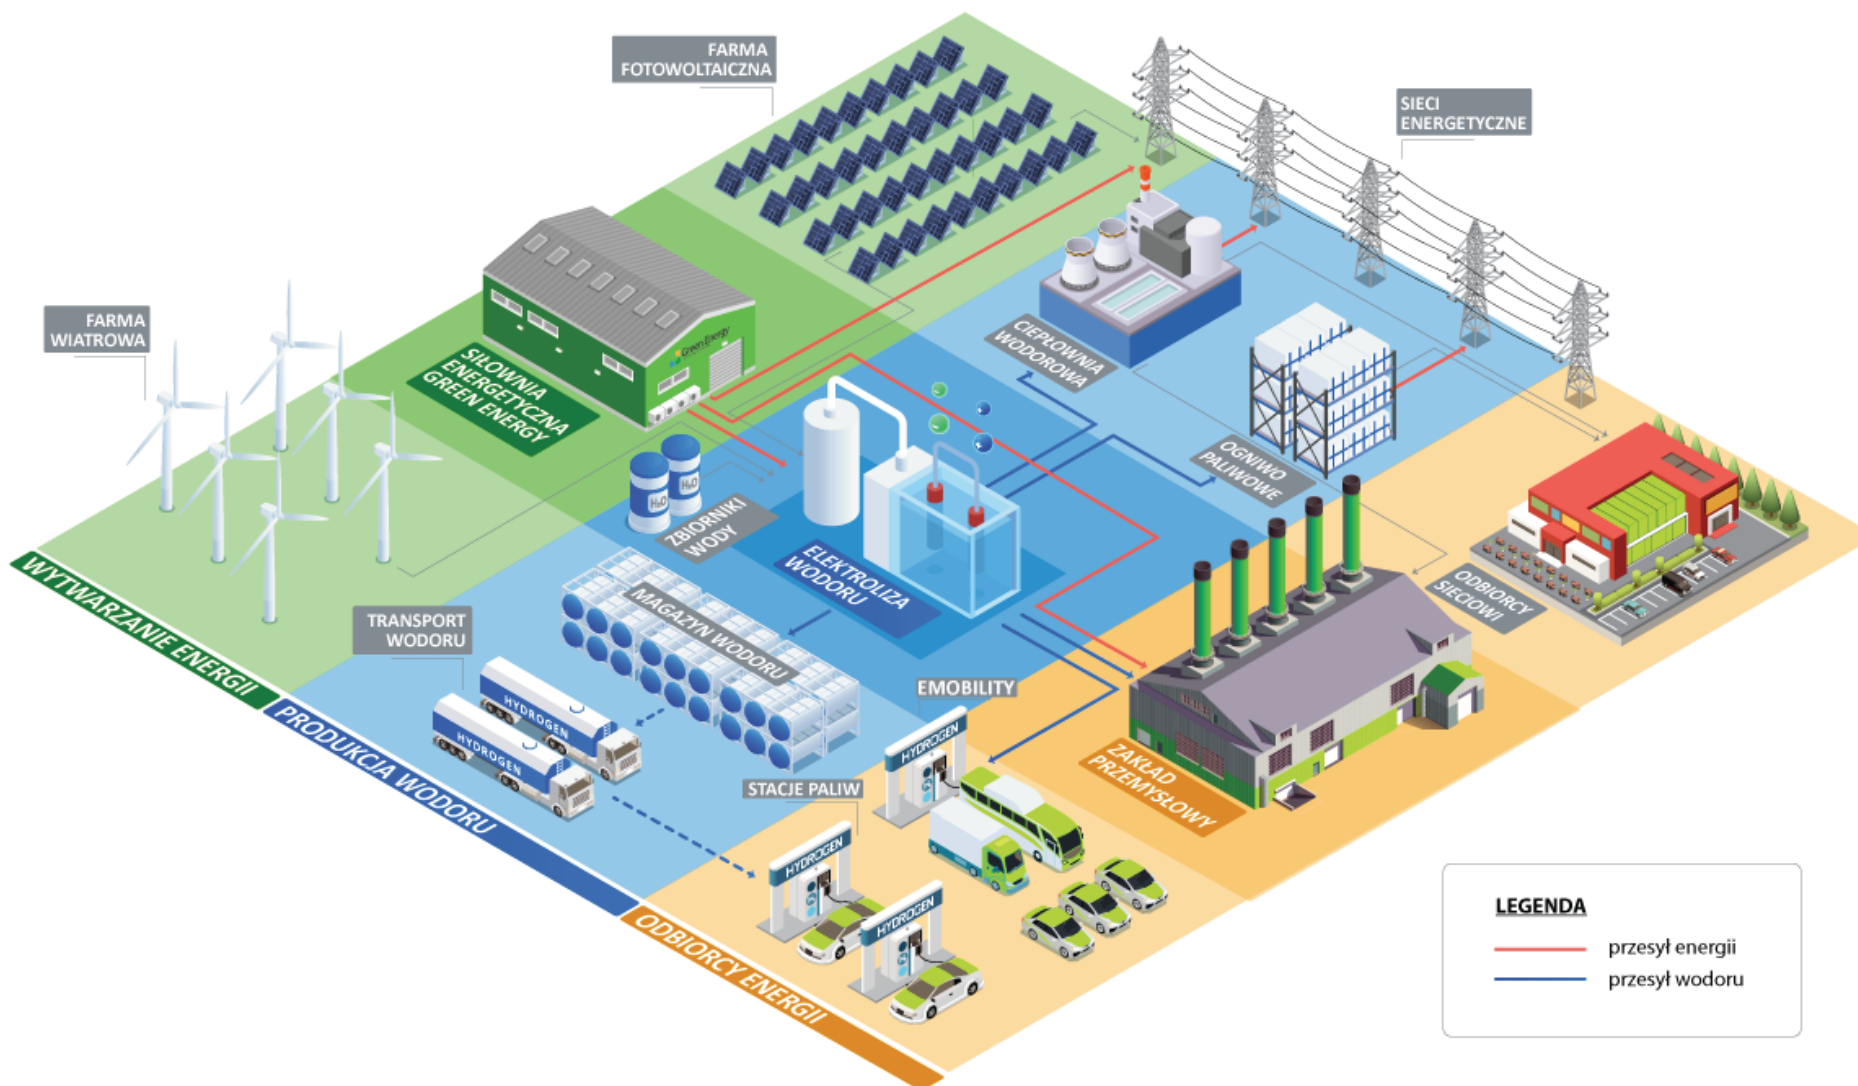 FARMA
FOTOWOLTAICZNA
SIECI
ENERGETYCZNE
FARMA
WIATROWA
Green Energy
SIŁOWNIA
ENERGETYCZNA
GREEN ENERGY
CIEPŁOWNIA
WODOROWA
OGNIWO
PALIWOWE
H₂O
H₂O
ZBIORNIKI
WODY
ELEKTROLIZA
WODORU
MAGAZYN WODORU
ODBIORCY
SIECIOWI
TRANSPORT
WODORU
HYDROGEN
HYDROGEN
EMOBILITY
HYDROGEN
STACJE PALIW
HYDROGEN
HYDROGEN
ZAKŁAD
PRZEMYSŁOWY
WYTWARZANIE ENERGII
PRODUKCJA WODORU
ODBIORCY ENERGII
LEGENDA
przesył energii
przesył wodoru